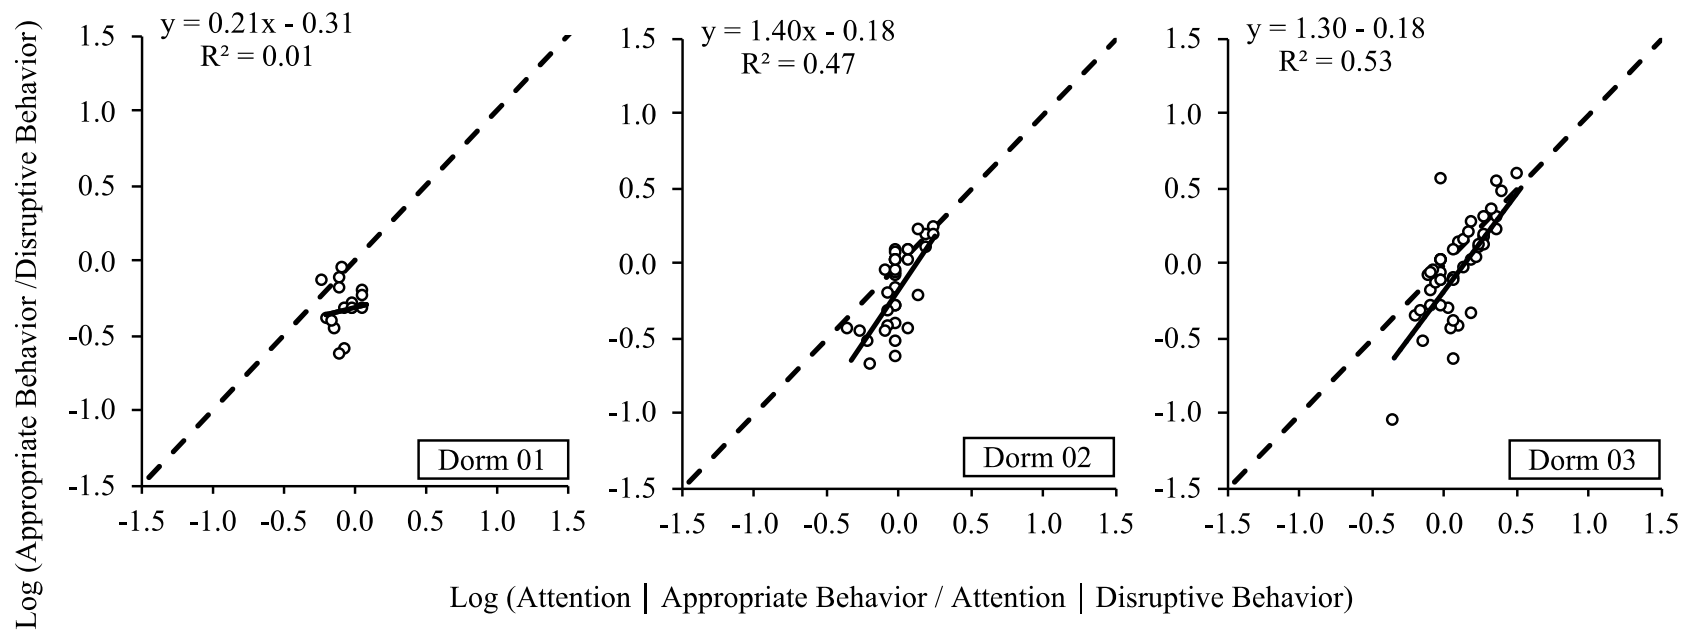 Log (Appropriate Behavior /Disruptive Behavior)
y = 0.21x - 0.31
R² = 0.01
1.5
1.0
0.5
0.0
-0.5
-1.0
-1.5
Dorm 01
-1.5 -1.0 -0.5 0.0 0.5 1.0 1.5
y = 1.40x - 0.18
R² = 0.47
1.5
1.0
0.5
0.0
-0.5
-1.0
-1.5
Dorm 02
-1.5 -1.0 -0.5 0.0 0.5 1.0 1.5
y = 1.30 - 0.18
R² = 0.53
1.5
1.0
0.5
0.0
-0.5
-1.0
-1.5
Dorm 03
-1.5 -1.0 -0.5 0.0 0.5 1.0 1.5
Log (Attention | Appropriate Behavior / Attention | Disruptive Behavior)